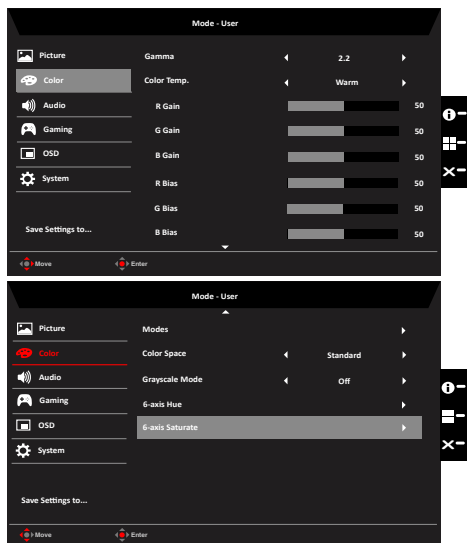 Mode - User
Picture
Gamma 2.2
Color
Color Temp. Warm
Audio
R Gain 50
Gaming
G Gain 50
OSD
B Gain 50
System
R Bias 50
G Bias 50
Save Settings to...
B Bias 50
Move Enter
Mode - User
Picture
Modes
Color
Color Space Standard
Audio
Grayscale Mode Off
Gaming
6-axis Hue
OSD
6-axis Saturate
System
Save Settings to...
Move Enter